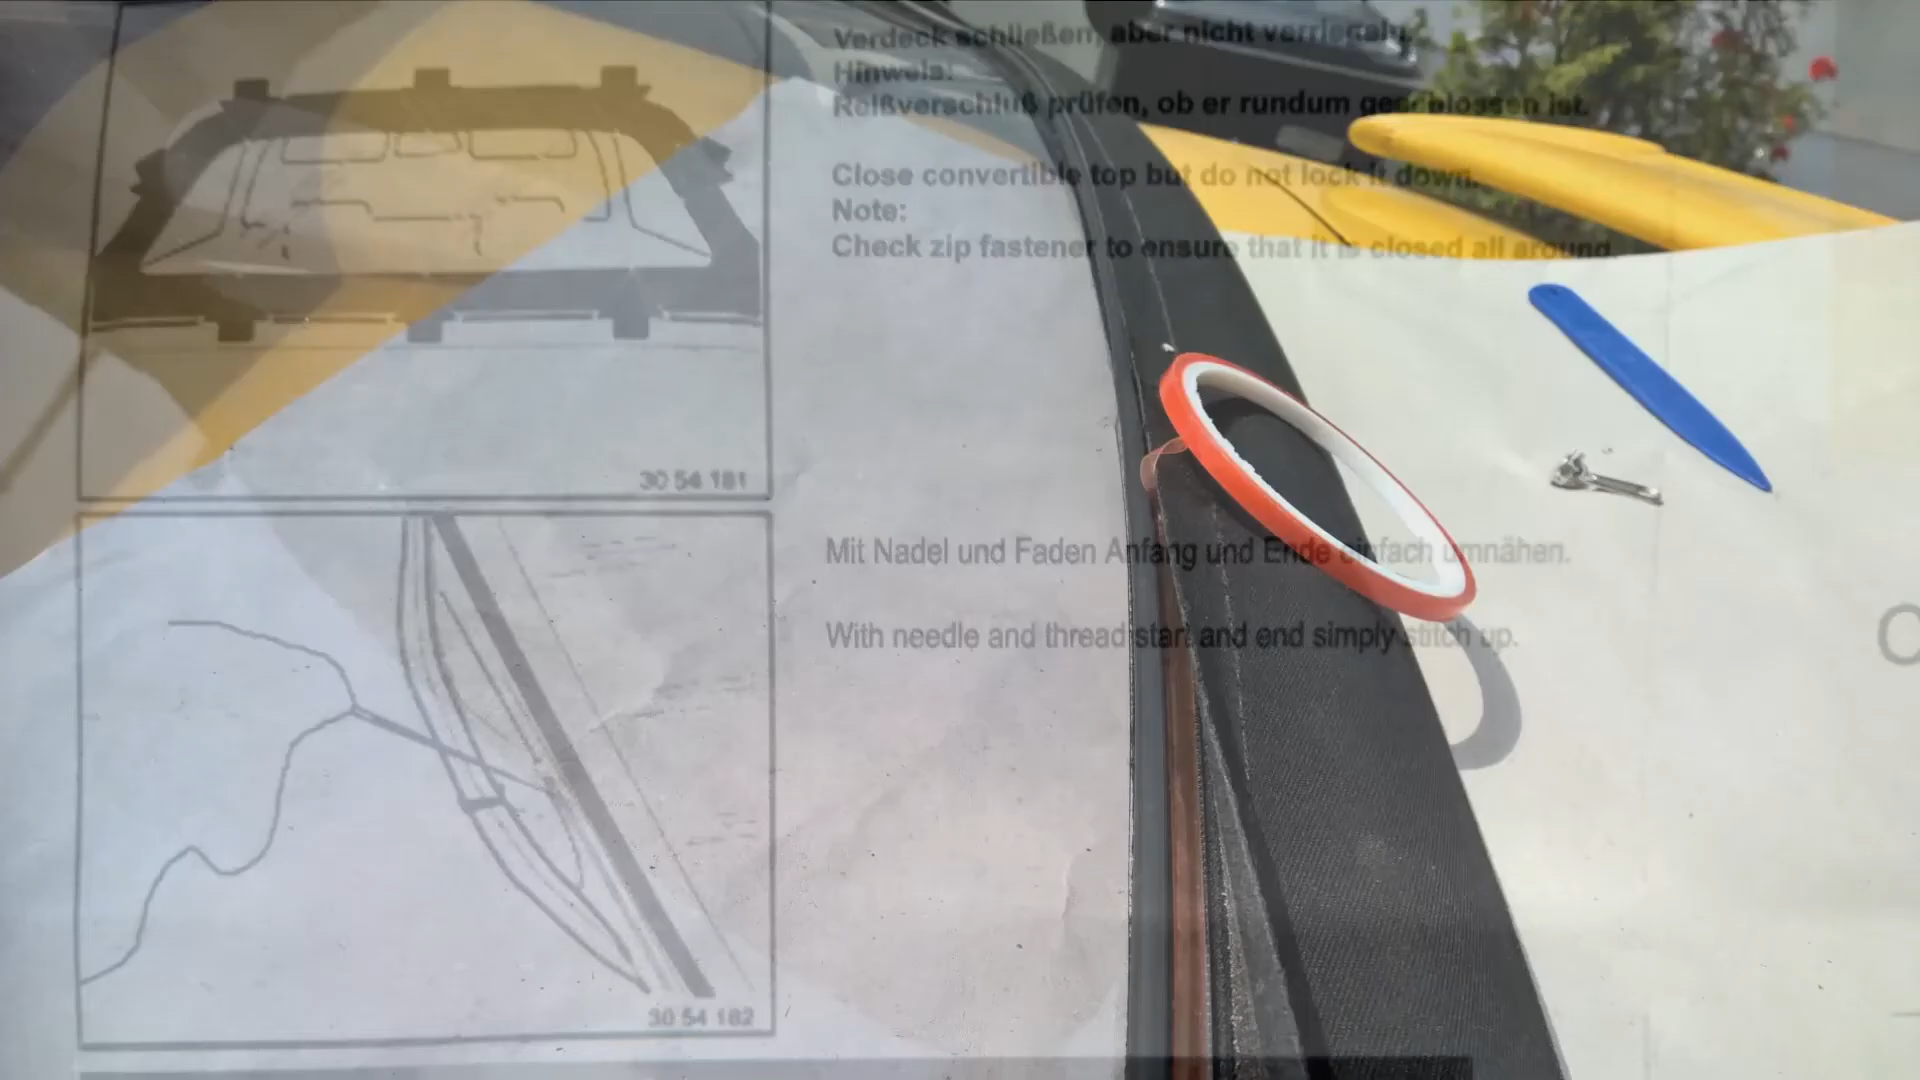 Verdeck schließen, aber nicht verriegeln.
Hinweis:
Reißverschluß prüfen, ob er rundum geschlossen ist.
Close convertible top but do not lock it down.
Note:
Check zip fastener to ensure that it is closed all around.
30 54 181
Mit Nadel und Faden Anfang und Ende einfach umnähen.
With needle and thread start and end simply stitch up.
30 54 182